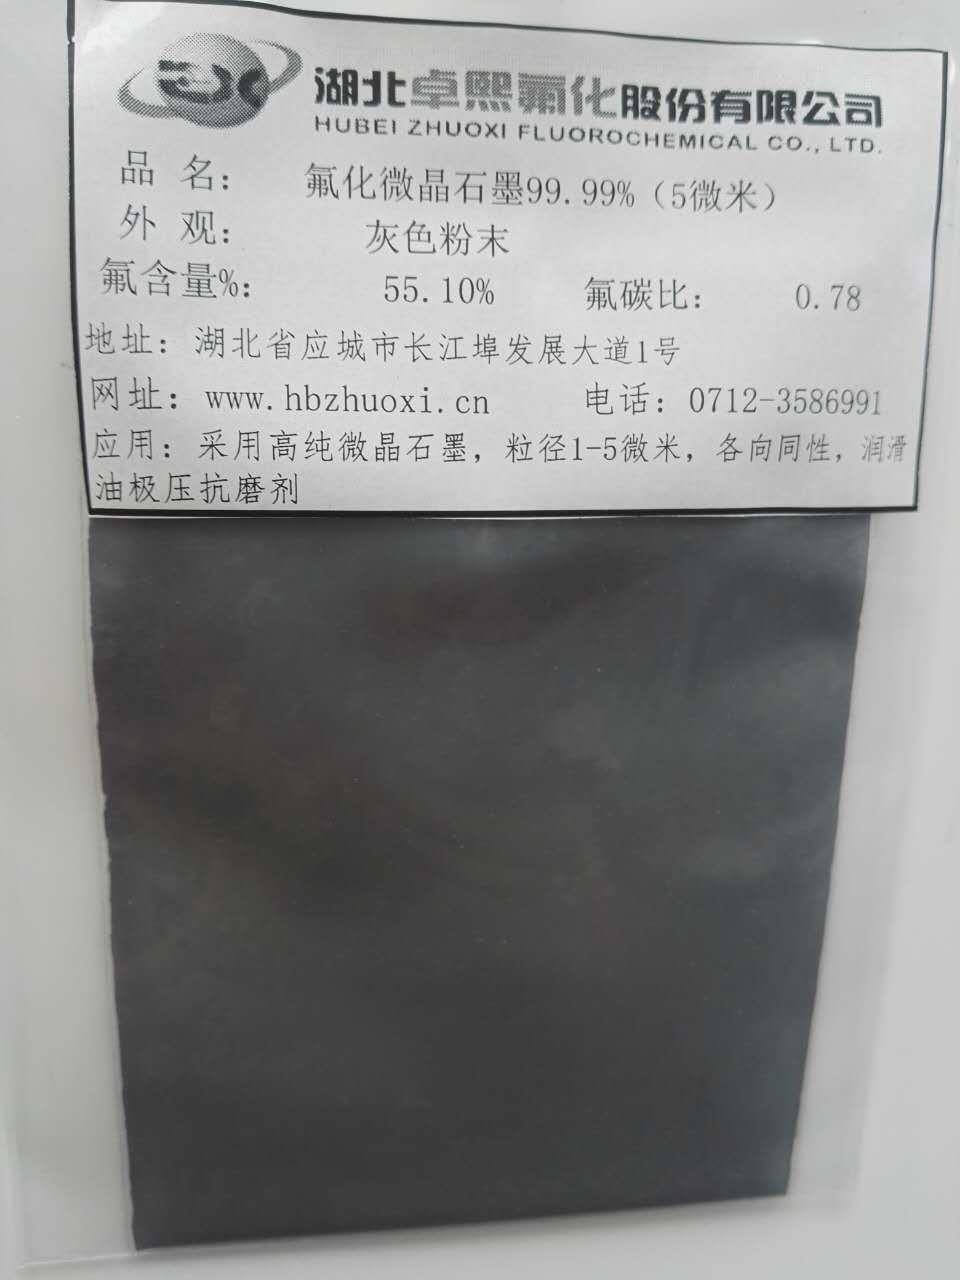 湖北卓熙氟化股份有限公司
HUBEI ZHUOXI FLUOROCHEMICAL CO., LTD.
品 名： 氟化微晶石墨99.99%（5微米）
外 观： 灰色粉末
氟含量%： 55.10% 氟碳比： 0.78
地址：湖北省应城市长江埠发展大道1号
网址：www.hbzhuoxi.cn 电话：0712-3586991
应用：采用高纯微晶石墨，粒径1-5微米，各向同性，润滑
油极压抗磨剂